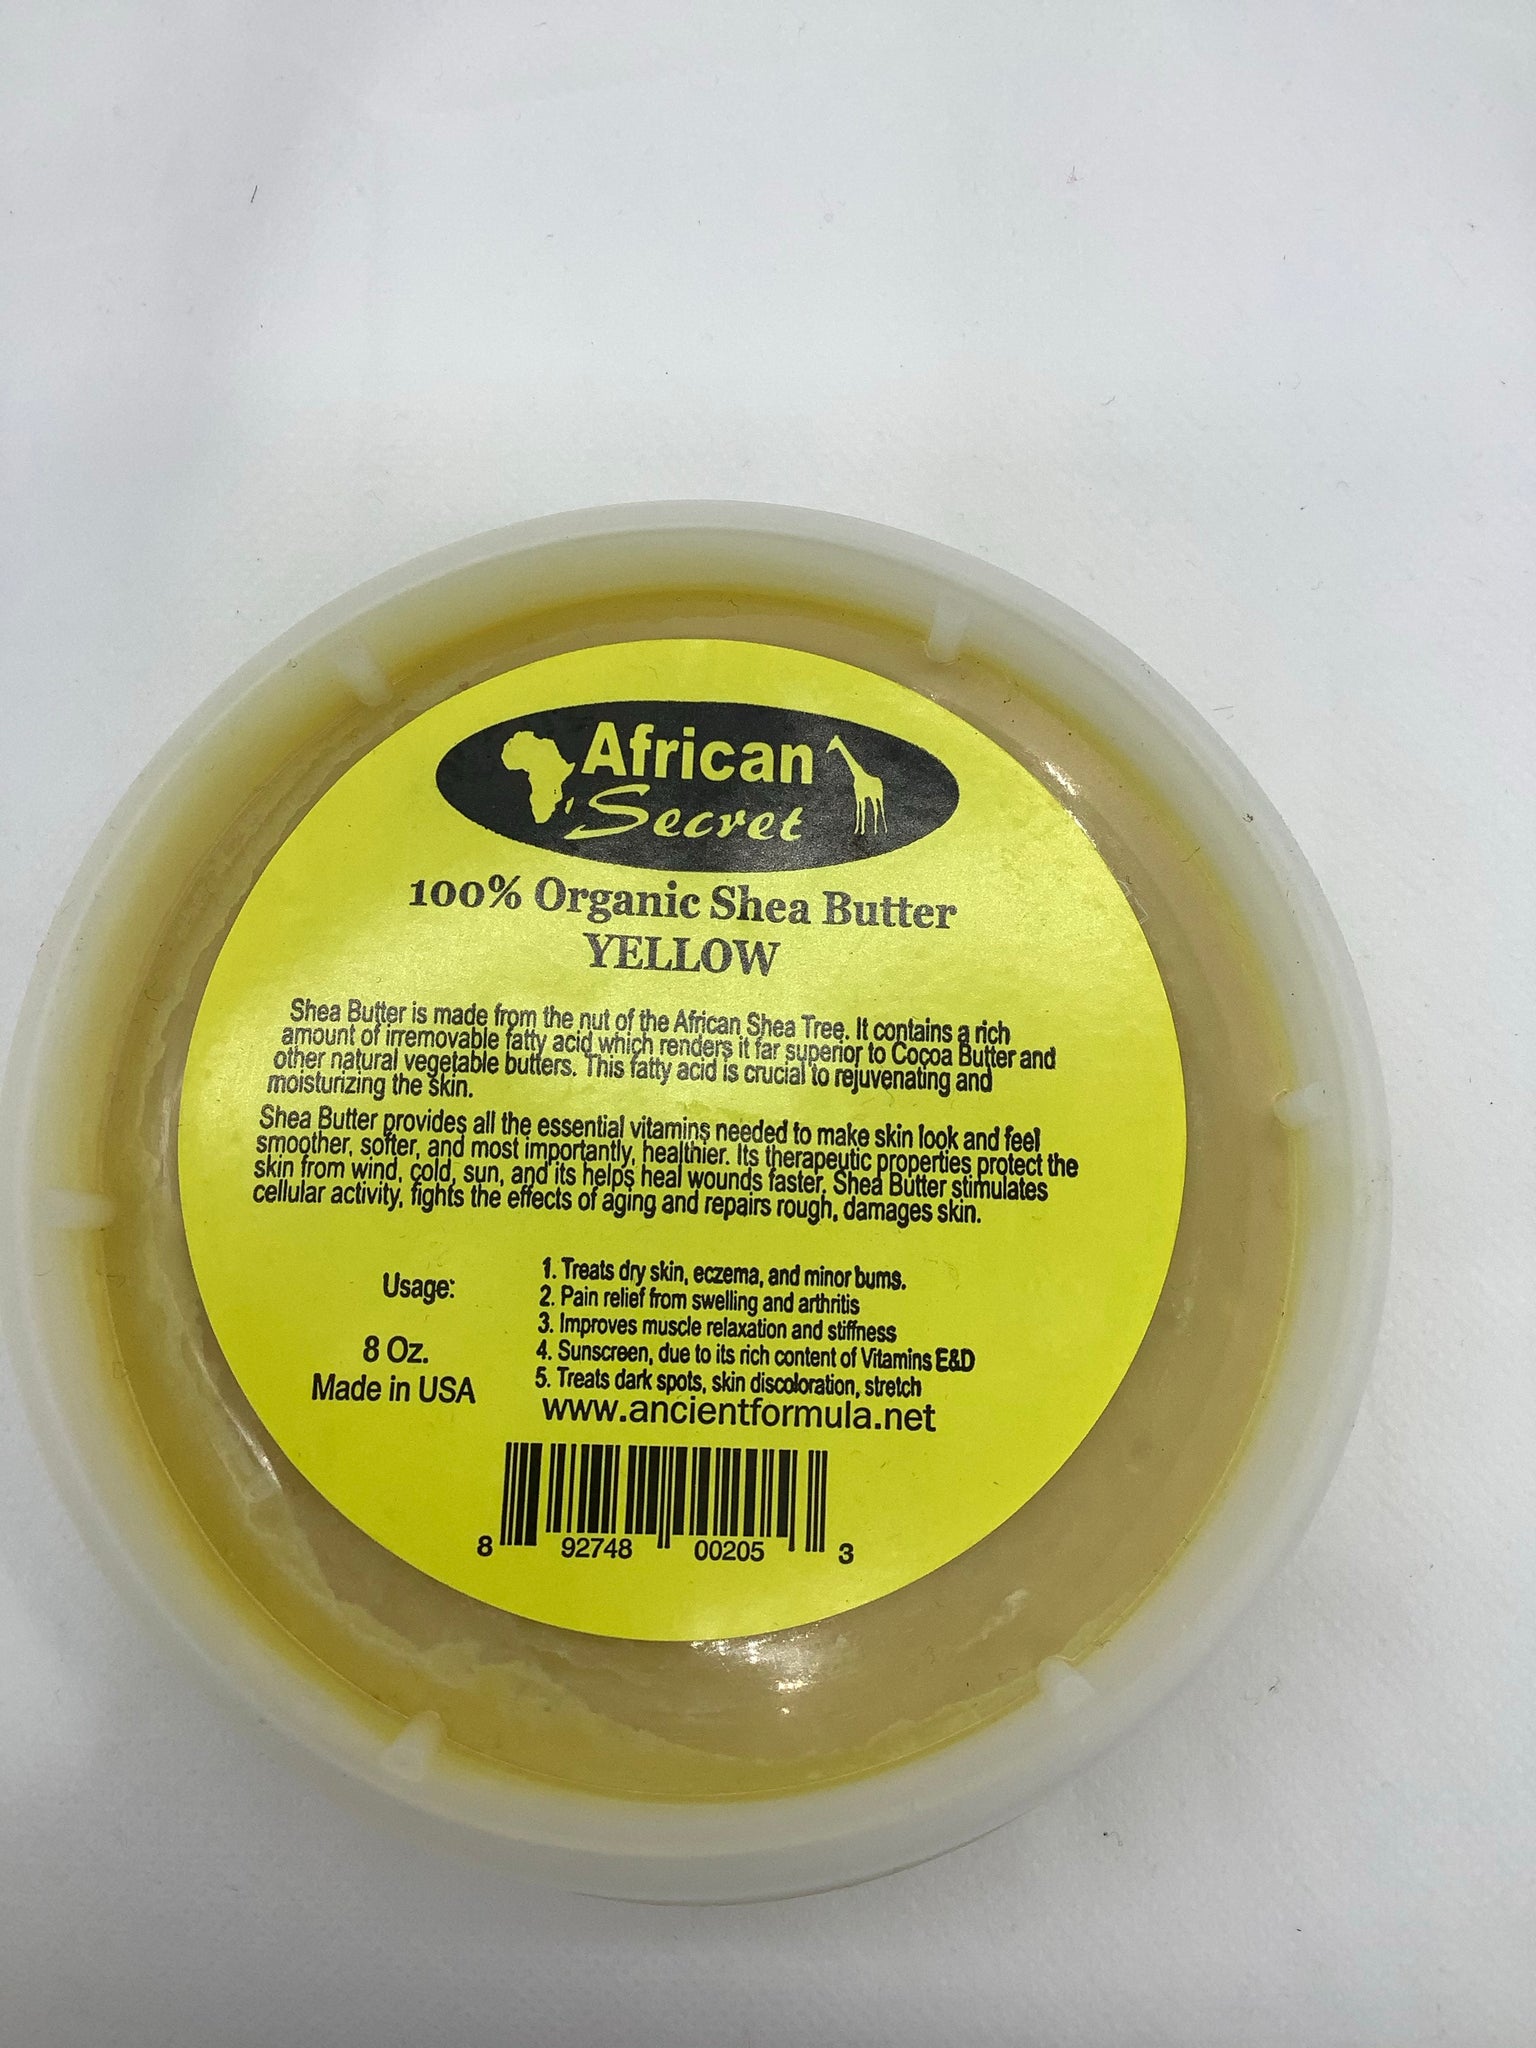 African
Secret
100% Organic Shea Butter
YELLOW
Shea Butter is made from the nut of the African Shea Tree. It contains a rich
amount of irremovable fatty acid which renders it far superior to Cocoa Butter and
other natural vegetable butters. This fatty acid is crucial to rejuvenating and
moisturizing the skin.
Shea Butter provides all the essential vitamins needed to make skin look and feel
smoother, softer, and most importantly, healthier. Its therapeutic properties protect the
skin from wind, cold, sun, and its helps heal wounds faster. Shea Butter stimulates
cellular activity, fights the effects of aging and repairs rough, damages skin.
Usage:
1. Treats dry skin, eczema, and minor burns.
2. Pain relief from swelling and arthritis
3. Improves muscle relaxation and stiffness
4. Sunscreen, due to its rich content of Vitamins E&D
5. Treats dark spots, skin discoloration, stretch
8 Oz.
Made in USA
www.ancientformula.net
8 92748 00205 3